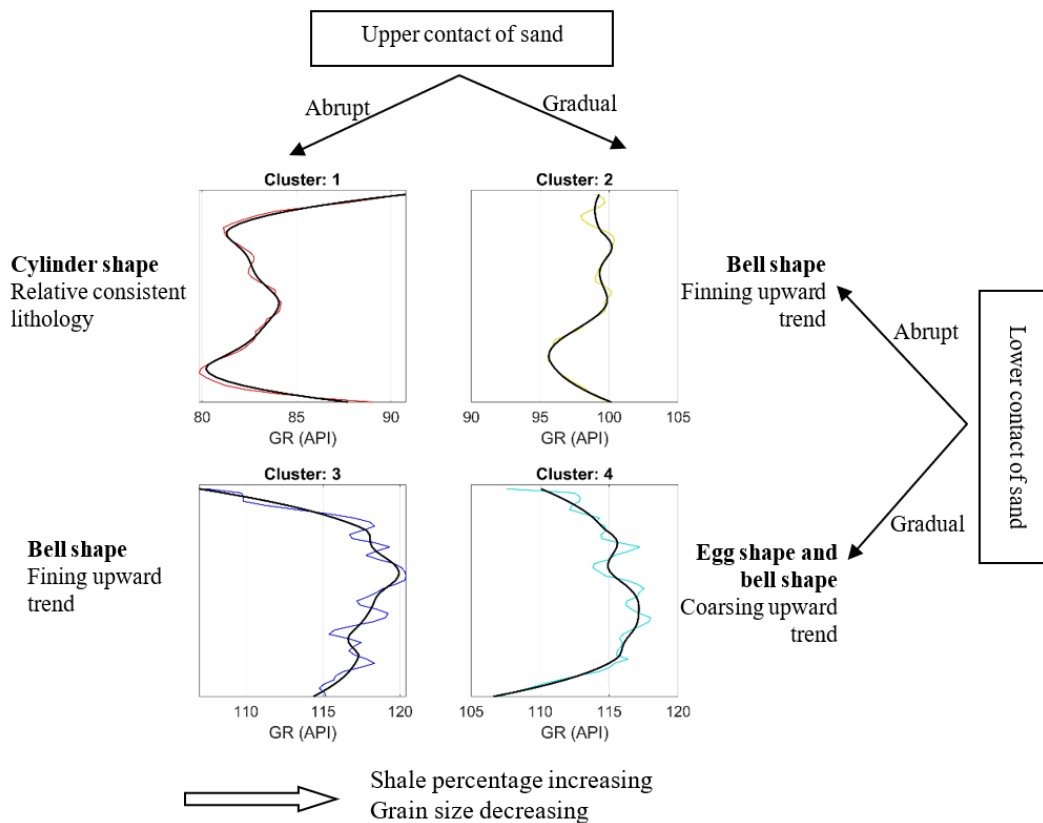 Upper contact of sand
Abrupt
Gradual
Cluster: 1
Cluster: 2
Cylinder shape
Relative consistent
lithology
80
85
90
GR (API)
90
95
100
105
GR (API)
Bell shape
Finning upward
trend
Abrupt
Lower contact of sand
Gradual
Cluster: 3
Cluster: 4
Bell shape
Fining upward
trend
110
115
120
GR (API)
105
110
115
120
GR (API)
Egg shape and
bell shape
Coarsing upward
trend
Shale percentage increasing
Grain size decreasing